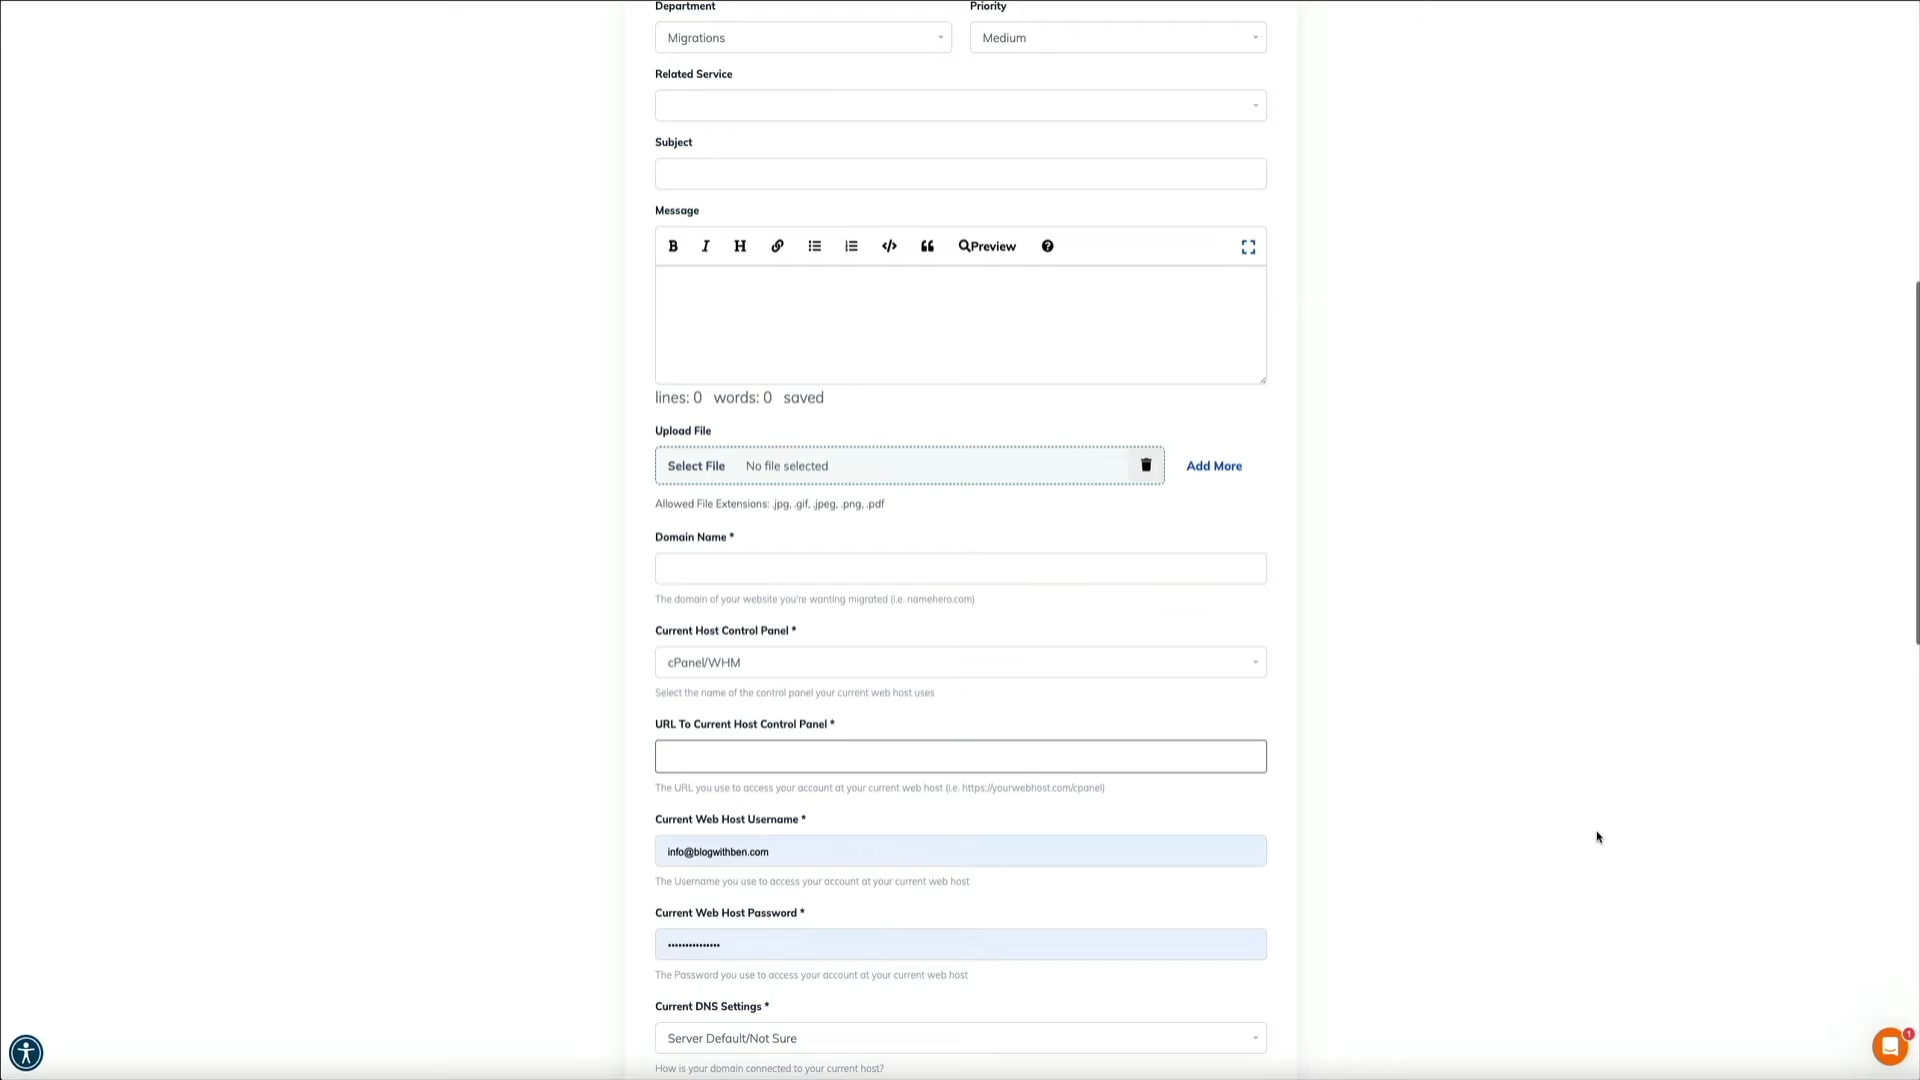 Department Priority
Migrations Medium
Related Service
Subject
Message
B I H Preview
lines: 0 words: 0 saved
Upload File
Select File No file selected Add More
Allowed File Extensions: .jpg, .gif, .jpeg, .png, .pdf
Domain Name *
The domain of your website you're wanting migrated (i.e. namehero.com)
Current Host Control Panel *
cPanel/WHM
Select the name of the control panel your current web host uses
URL To Current Host Control Panel *
The URL you use to access your account at your current web host (i.e. https://yourwebhost.com/cpanel)
Current Web Host Username *
info@blogwithben.com
The Username you use to access your account at your current web host
Current Web Host Password *
•••••••••••••••
The Password you use to access your account at your current web host
Current DNS Settings *
Server Default/Not Sure
1
How is your domain connected to your current host?